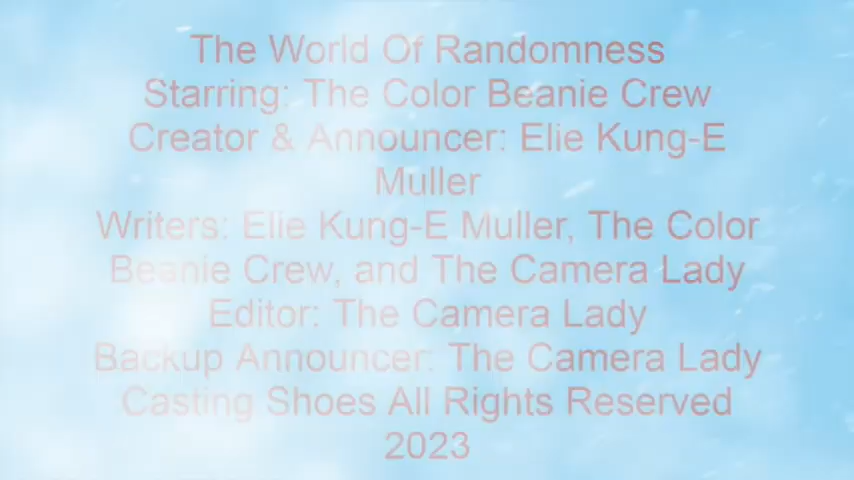 The World Of Randomness
Starring: The Color Beanie Crew
Creator & Announcer: Elie Kung-E
Muller
Writers: Elie Kung-E Muller, The Color
Beanie Crew, and The Camera Lady
Editor: The Camera Lady
Backup Announcer: The Camera Lady
Casting Shoes All Rights Reserved
2023